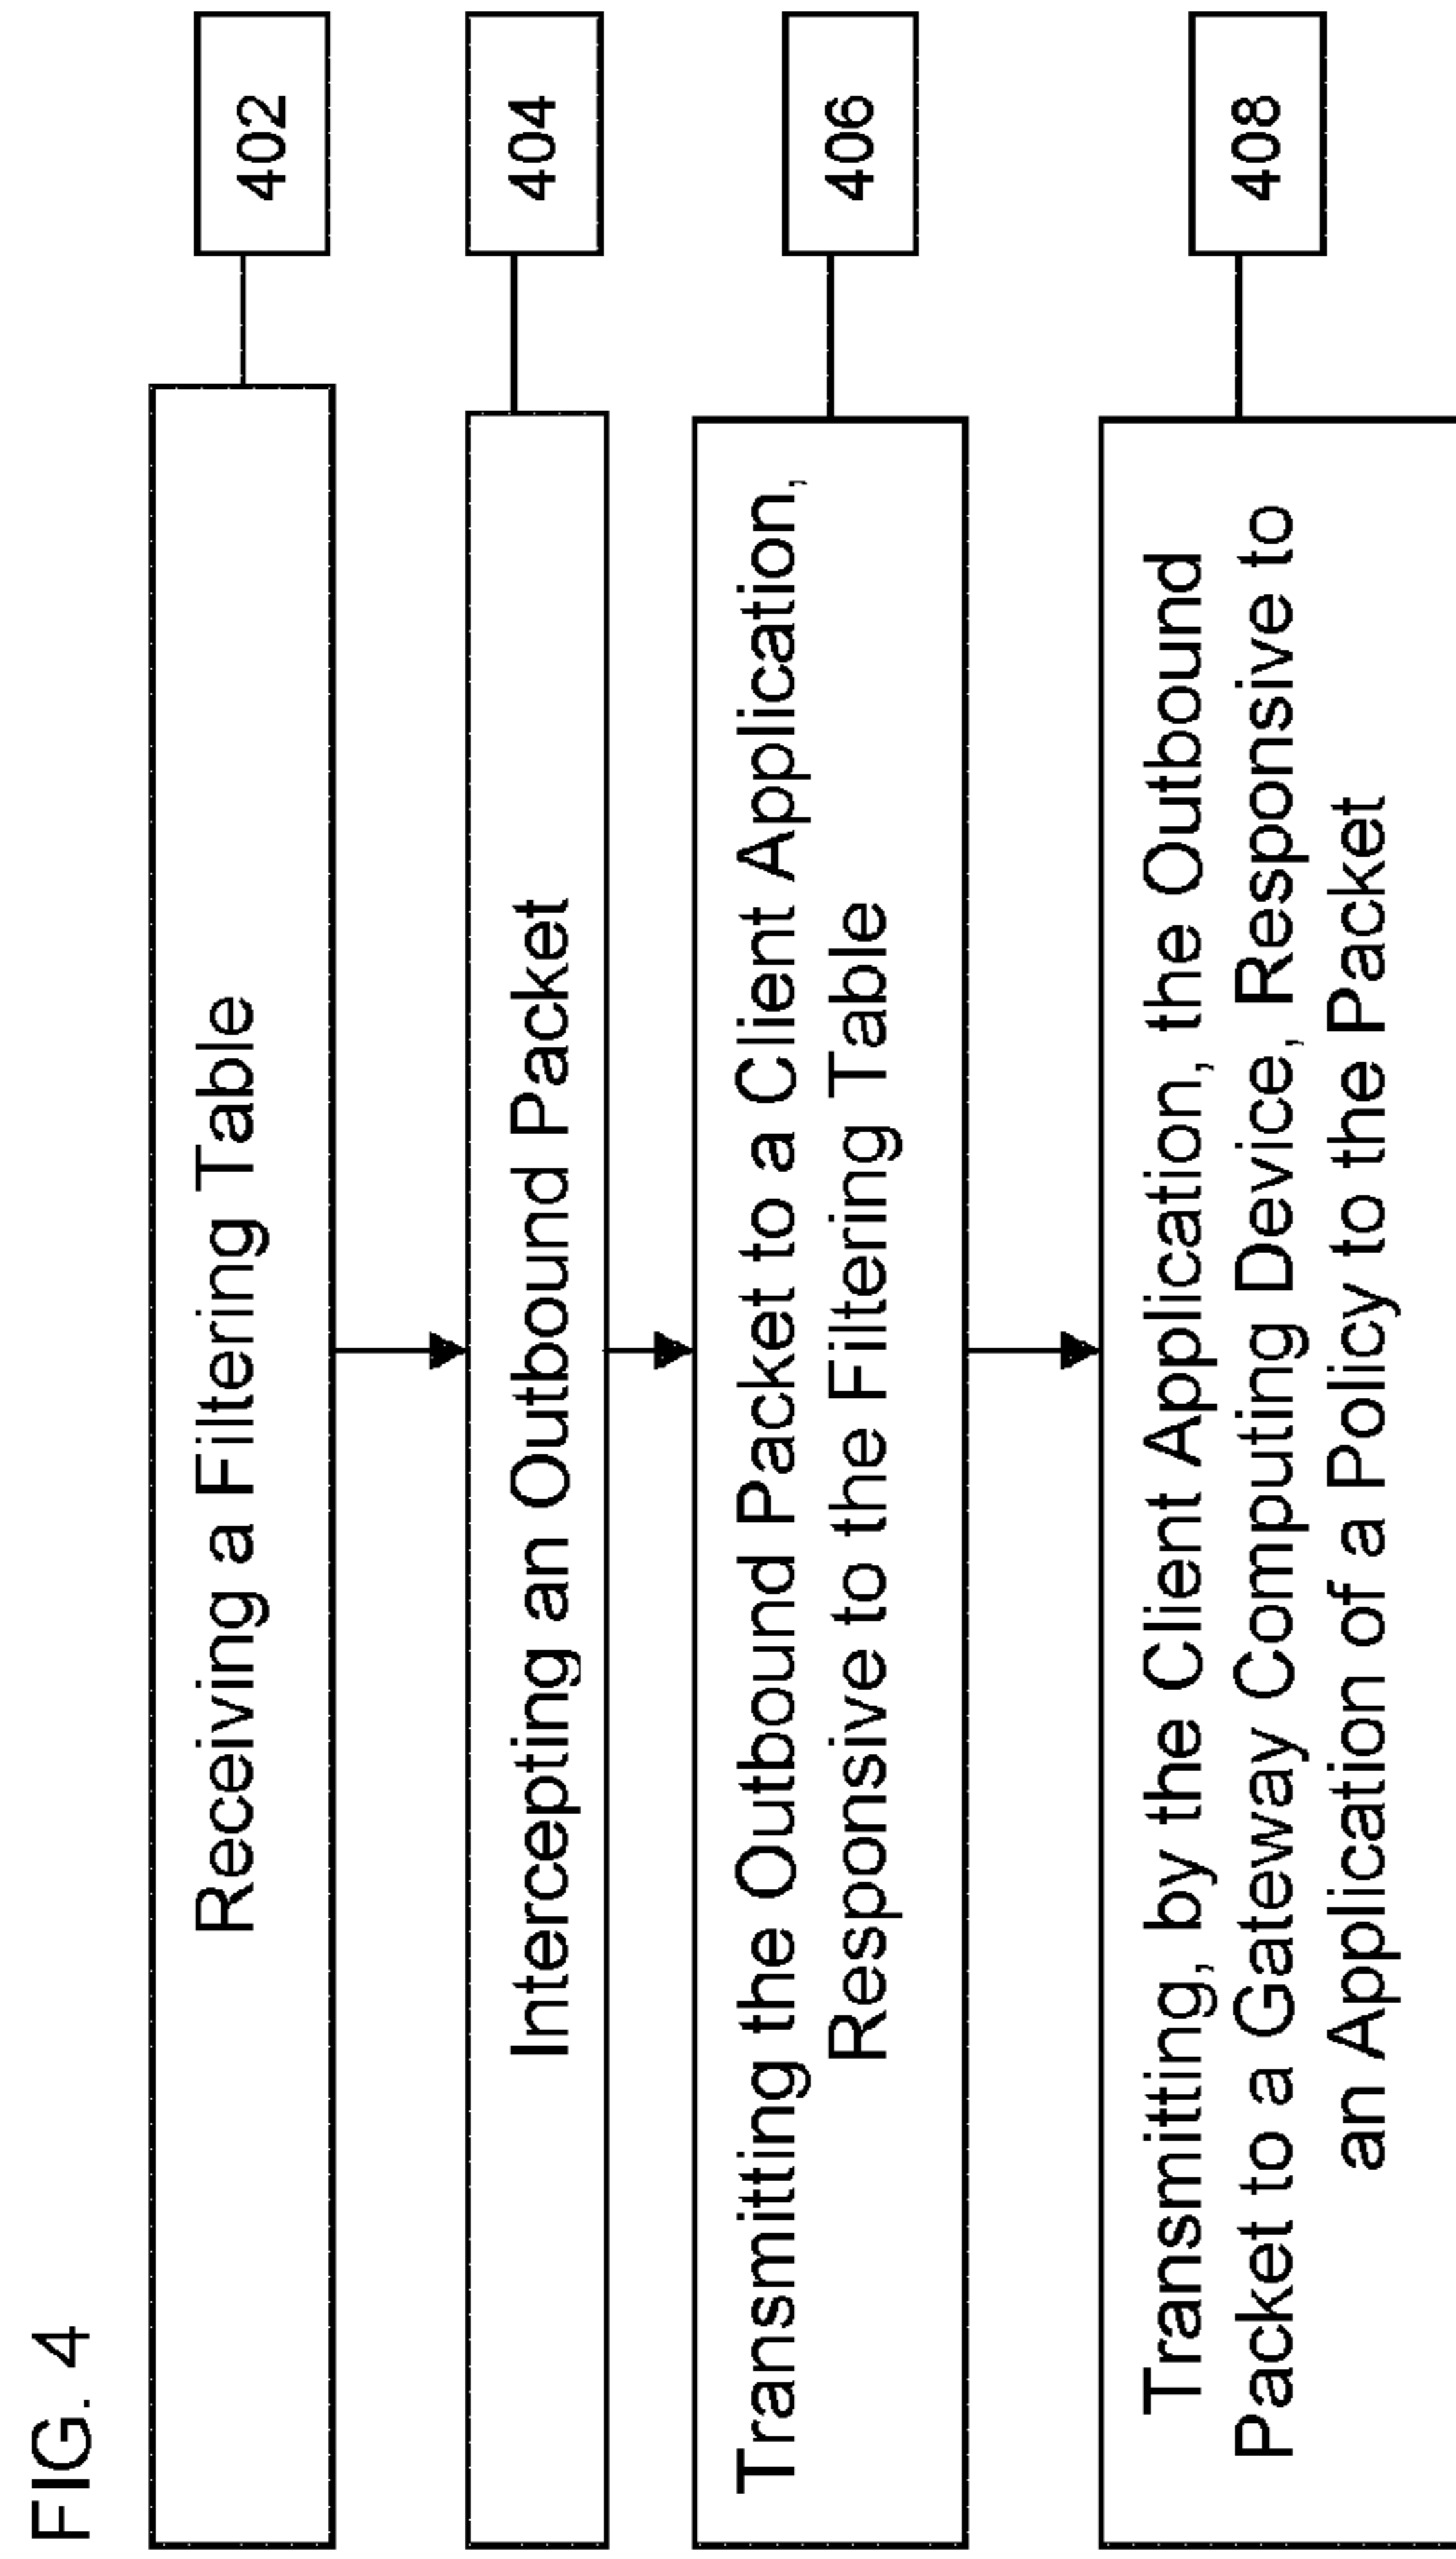 FIG. 4
Receiving a Filtering Table
402
Intercepting an Outbound Packet
404
Transmitting the Outbound Packet to a Client Application,
Responsive to the Filtering Table
406
Transmitting, by the Client Application, the Outbound
Packet to a Gateway Computing Device, Responsive to
an Application of a Policy to the Packet
408